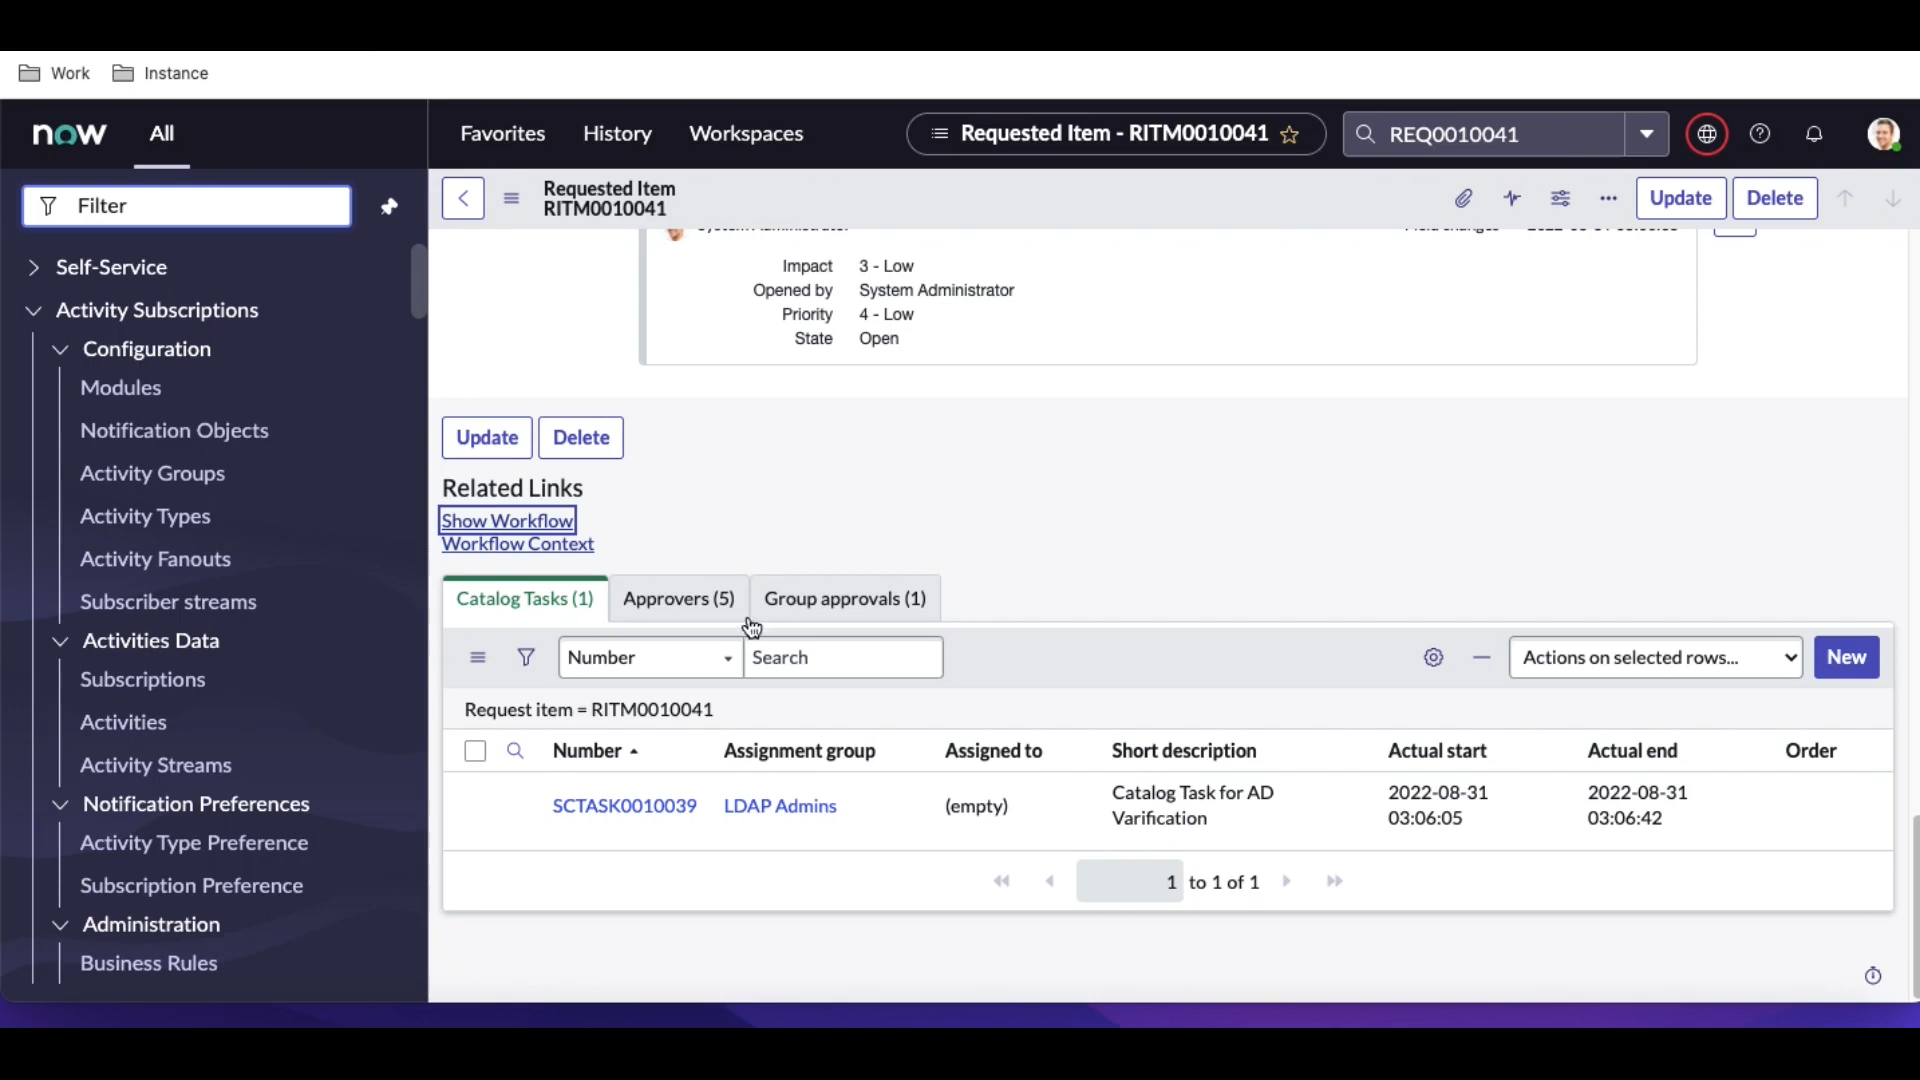 Work Instance
now All Favorites History Workspaces Requested Item - RITM0010041 REQ0010041
Filter
Requested Item
RITM0010041
Update Delete
Self-Service
Activity Subscriptions
Configuration
Modules
Notification Objects
Activity Groups
Activity Types
Activity Fanouts
Subscriber streams
Activities Data
Subscriptions
Activities
Activity Streams
Notification Preferences
Activity Type Preference
Subscription Preference
Administration
Business Rules
System Administrator
Impact 3 - Low
Opened by System Administrator
Priority 4 - Low
State Open
Update Delete
Related Links
Show Workflow
Workflow Context
Catalog Tasks (1) Approvers (5) Group approvals (1)
Number Search Actions on selected rows... New
Request item = RITM0010041
Number Assignment group Assigned to Short description Actual start Actual end Order
SCTASK0010039 LDAP Admins (empty) Catalog Task for AD Varification 2022-08-31 03:06:05 2022-08-31 03:06:42
1 to 1 of 1